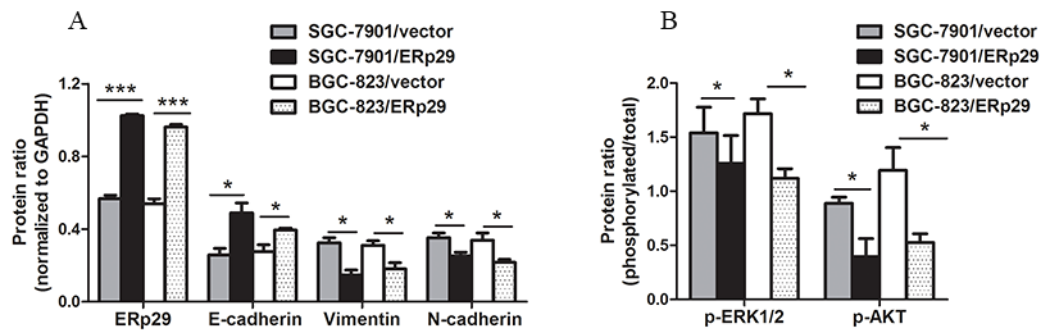 A
SGC-7901/vector
SGC-7901/ERp29
BGC-823/vector
BGC-823/ERp29
Protein ratio
(normalized to GAPDH)
1.2
0.8
0.4
0.0
***
***
*
*
*
*
*
*
ERp29
E-cadherin
Vimentin
N-cadherin
B
SGC-7901/vector
SGC-7901/ERp29
BGC-823/vector
BGC-823/ERp29
Protein ratio
(phosphorylated/total)
2.0
1.5
1.0
0.5
0.0
*
*
*
*
p-ERK1/2
p-AKT